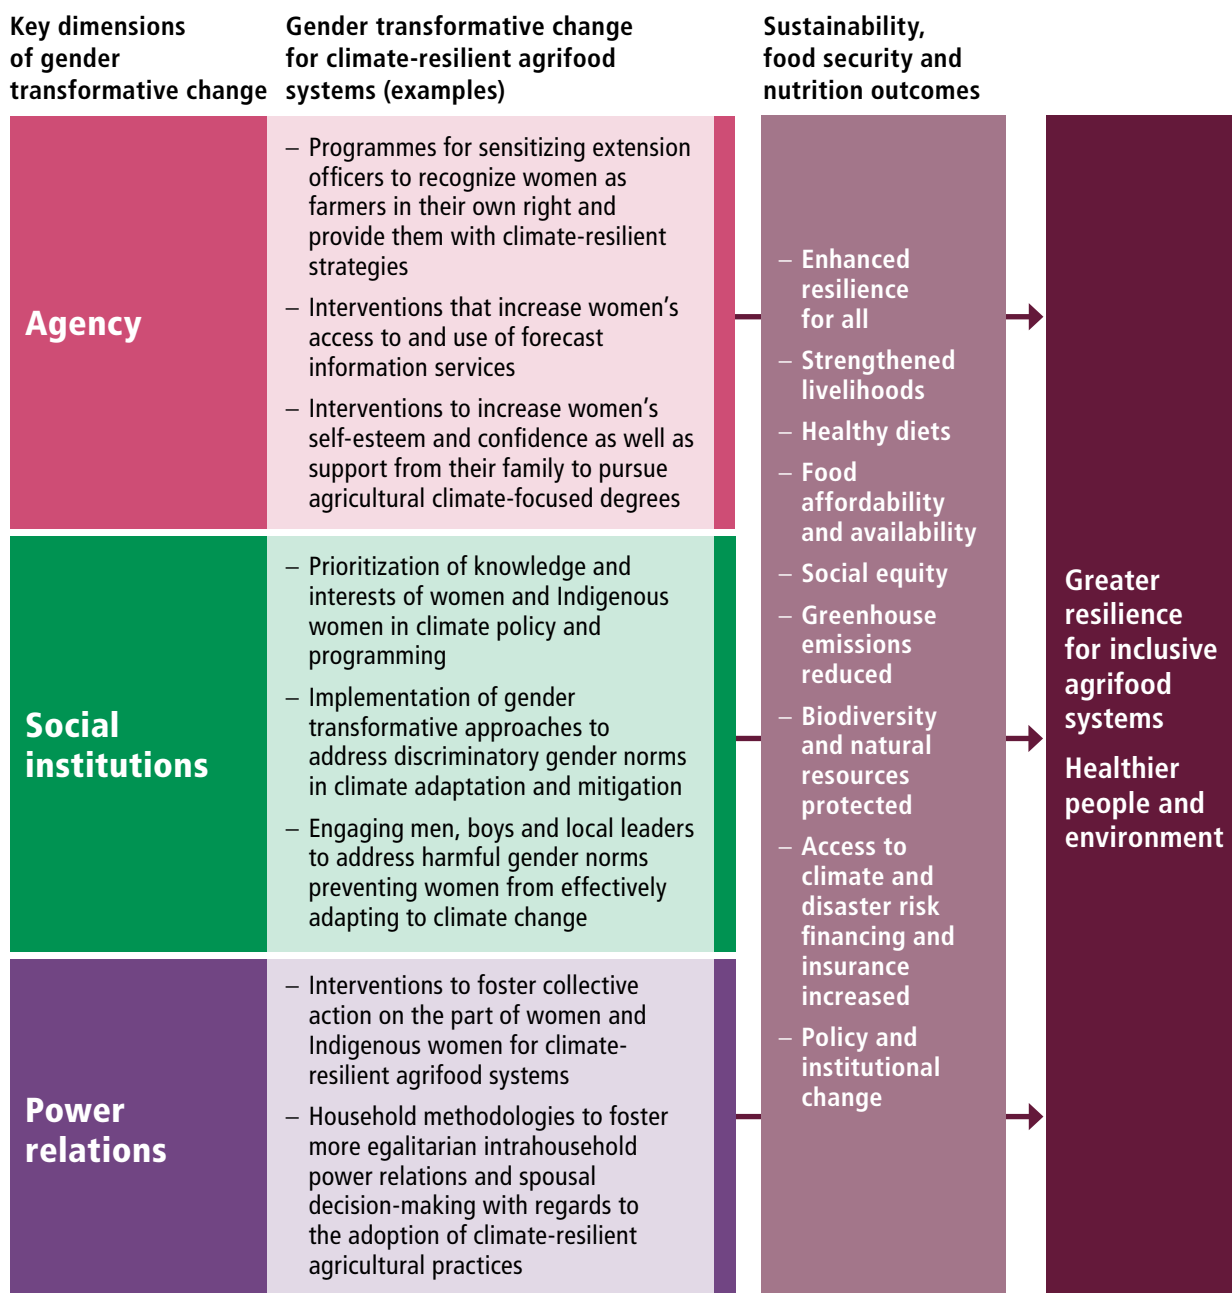 Key dimensions
of gender
transformative change
Gender transformative change
for climate-resilient agrifood
systems (examples)
Sustainability,
food security and
nutrition outcomes
Agency
– Programmes for sensitizing extension
officers to recognize women as
farmers in their own right and
provide them with climate-resilient
strategies
– Interventions that increase women’s
access to and use of forecast
information services
– Interventions to increase women’s
self-esteem and confidence as well as
support from their family to pursue
agricultural climate-focused degrees
Social
institutions
– Prioritization of knowledge and
interests of women and Indigenous
women in climate policy and
programming
– Implementation of gender
transformative approaches to
address discriminatory gender norms
in climate adaptation and mitigation
– Engaging men, boys and local leaders
to address harmful gender norms
preventing women from effectively
adapting to climate change
Power
relations
– Interventions to foster collective
action on the part of women and
Indigenous women for climate-
resilient agrifood systems
– Household methodologies to foster
more egalitarian intrahousehold
power relations and spousal
decision-making with regards to
the adoption of climate-resilient
agricultural practices
– Enhanced
resilience
for all
– Strengthened
livelihoods
– Healthy diets
– Food
affordability
and availability
– Social equity
– Greenhouse
emissions
reduced
– Biodiversity
and natural
resources
protected
– Access to
climate and
disaster risk
financing and
insurance
increased
– Policy and
institutional
change
Greater
resilience
for inclusive
agrifood
systems
Healthier
people and
environment